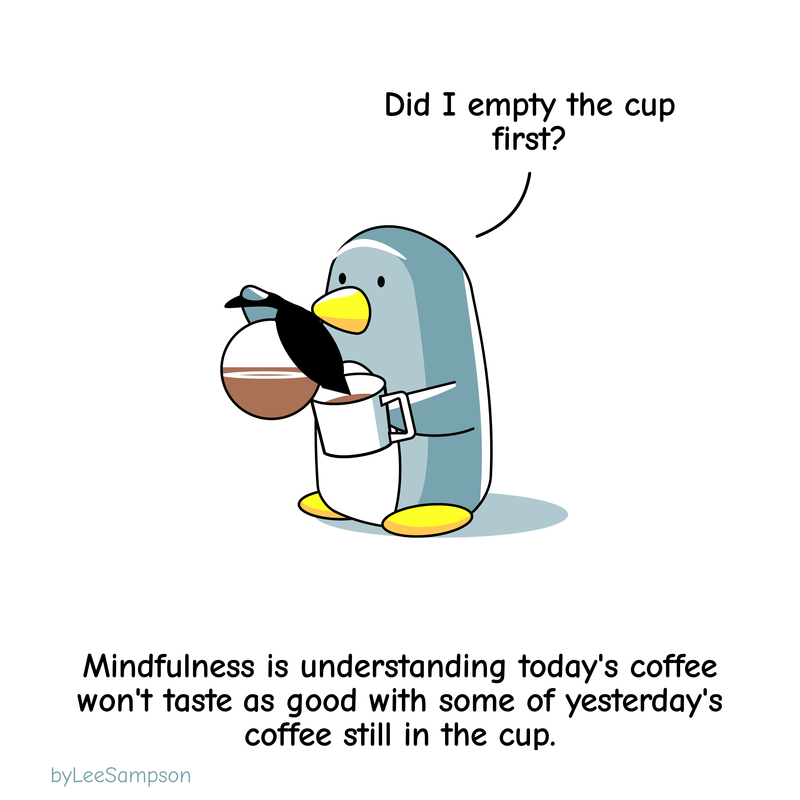 Did I empty the cup
first?
Mindfulness is understanding today's coffee
won't taste as good with some of yesterday's
coffee still in the cup.
byLeeSampson